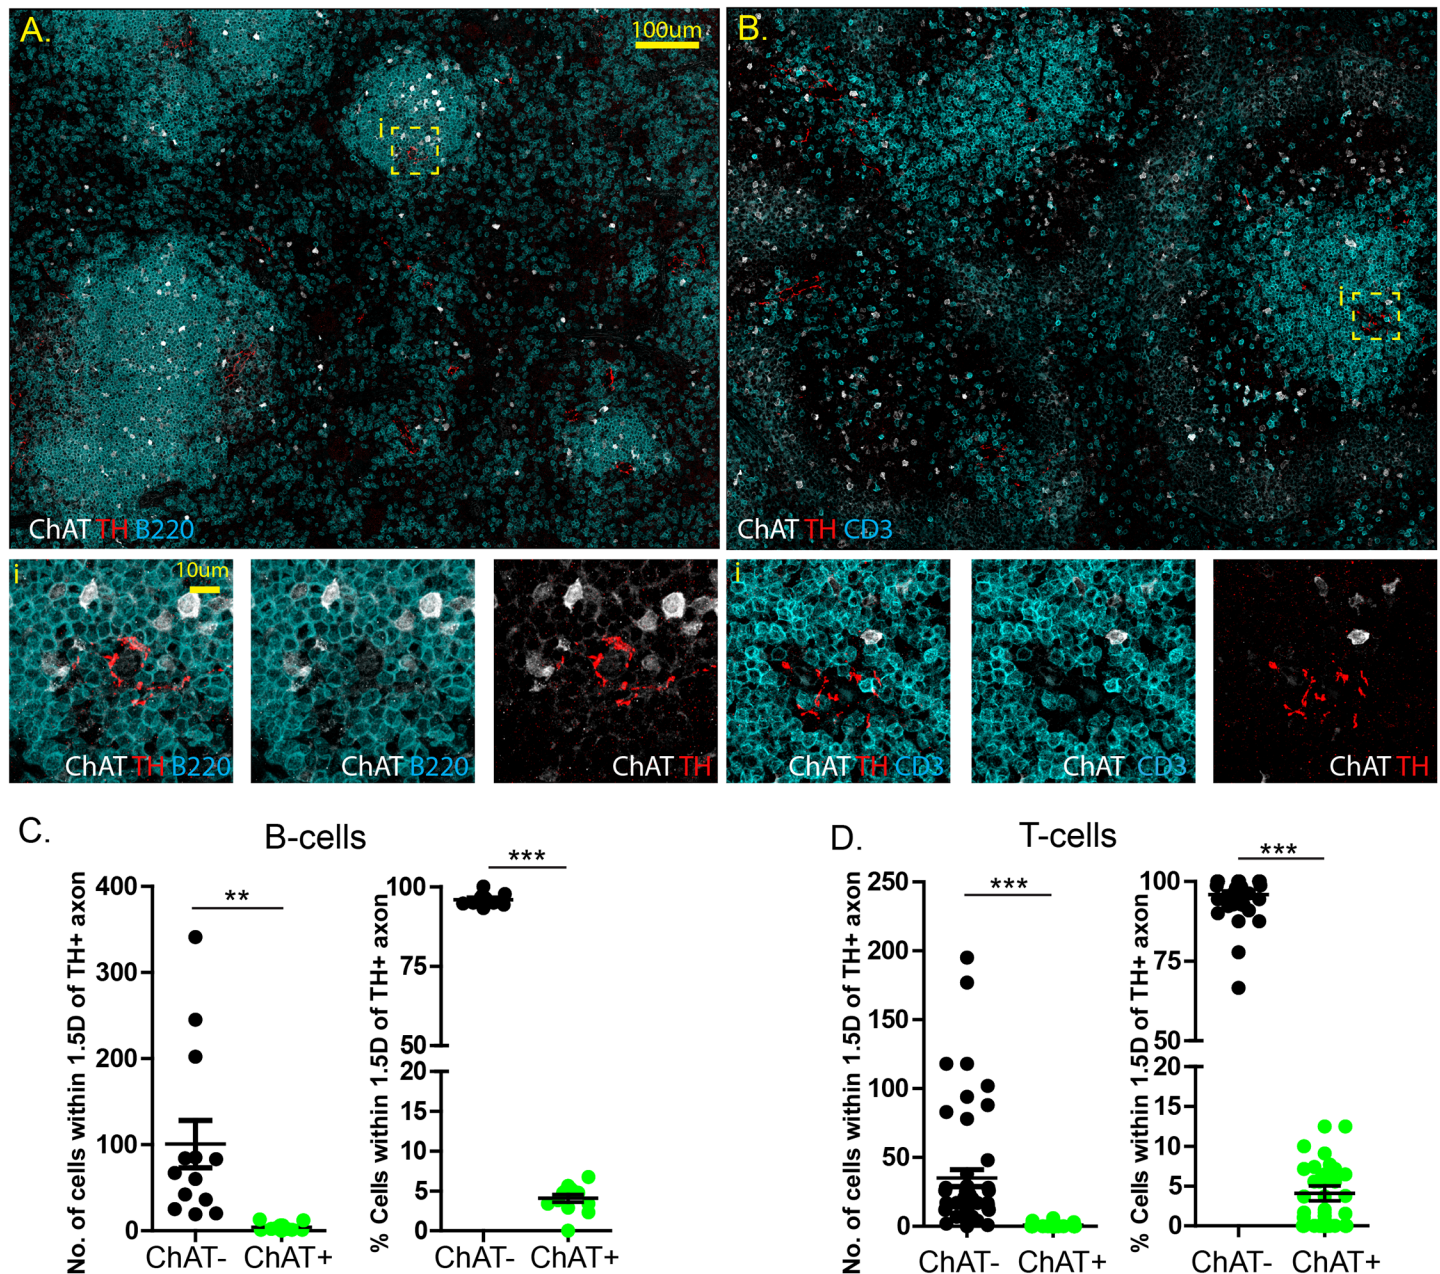 A.
100um
i
ChAT TH B220
B.
i
ChAT TH CD3
i
10um
ChAT TH B220
ChAT B220
ChAT TH
i
ChAT TH CD3
ChAT CD3
ChAT TH
C.
B-cells
No. of cells within 1.5D of TH+ axon
400
300
200
100
0
**
ChAT- ChAT+
% Cells within 1.5D of TH+ axon
100
75
50
20
15
10
5
0
***
ChAT- ChAT+
D.
T-cells
No. of cells within 1.5D of TH+ axon
250
200
150
100
50
0
***
ChAT- ChAT+
% Cells within 1.5D of TH+ axon
100
75
50
20
15
10
5
0
***
ChAT- ChAT+